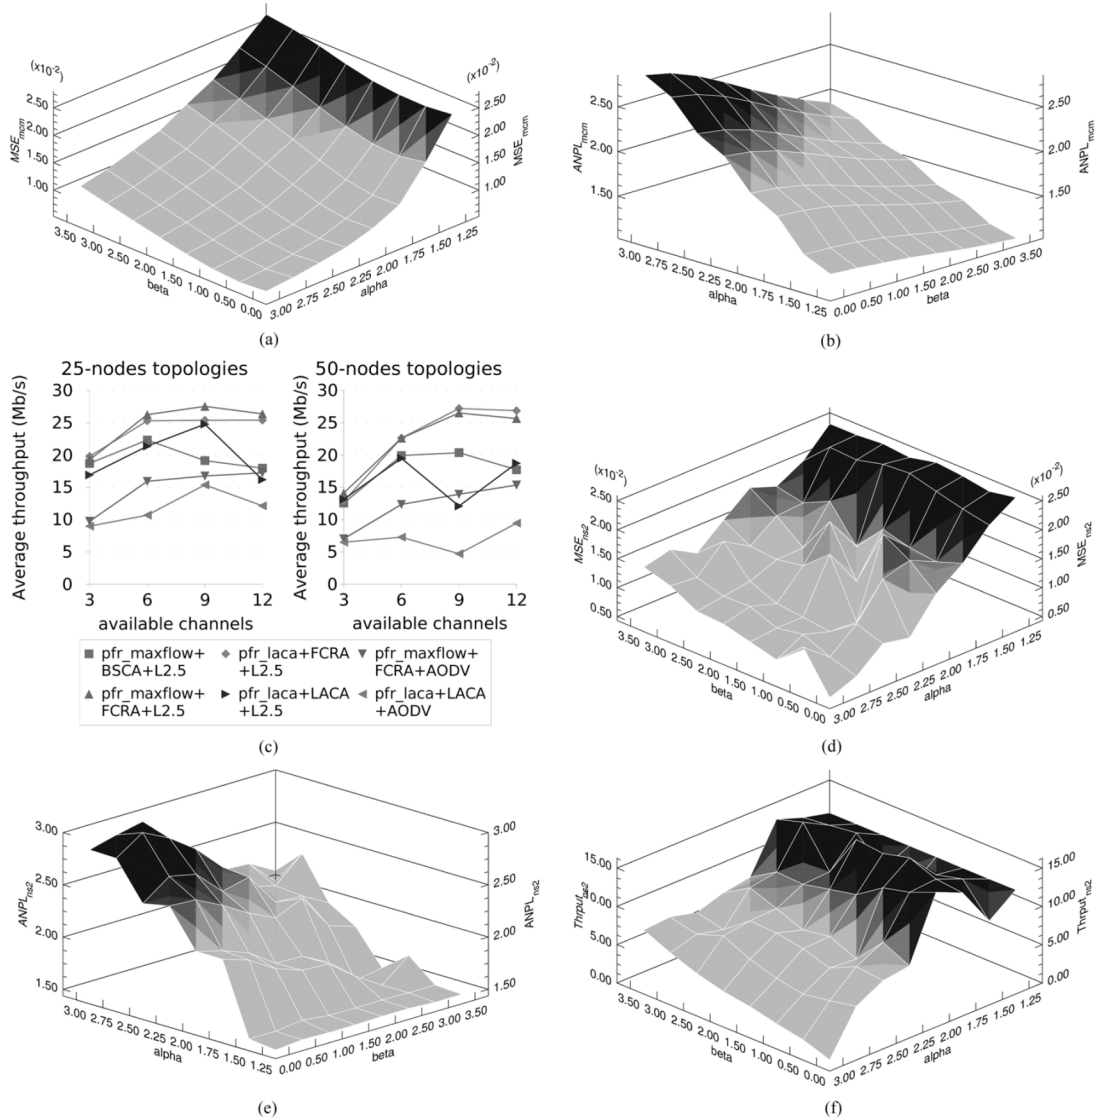 (x10-2)
(x10-2)
2.50
2.00
1.50
1.00
MSEmcm
2.50
2.00
1.50
1.00
MSEmcm
3.50 3.00 2.50 2.00 1.50 1.00 0.50 0.00
beta
3.00 2.75 2.50 2.25 2.00 1.75 1.50 1.25
alpha
(a)
2.50
2.00
1.50
ANPLmcm
2.50
2.00
1.50
ANPLmcm
3.00 2.75 2.50 2.25 2.00 1.75 1.50 1.25
alpha
0.00 0.50 1.00 1.50 2.00 2.50 3.00 3.50
beta
(b)
25-nodes topologies
50-nodes topologies
Average throughput (Mb/s)
30
25
20
15
10
5
0
3 6 9 12
available channels
Average throughput (Mb/s)
30
25
20
15
10
5
0
3 6 9 12
available channels
pfr_maxflow+ pfr_laca+FCRA pfr_maxflow+
BSCA+L2.5 +L2.5 FCRA+AODV
pfr_maxflow+ pfr_laca+LACA pfr_laca+LACA
FCRA+L2.5 +L2.5 +AODV
(c)
(x10-2)
(x10-2)
2.50
2.00
1.50
1.00
0.50
MSEns2
2.50
2.00
1.50
1.00
0.50
MSEns2
3.50 3.00 2.50 2.00 1.50 1.00 0.50 0.00
beta
3.00 2.75 2.50 2.25 2.00 1.75 1.50 1.25
alpha
(d)
3.00
2.50
2.00
1.50
ANPLns2
3.00
2.50
2.00
1.50
ANPLns2
3.00 2.75 2.50 2.25 2.00 1.75 1.50 1.25
alpha
0.00 0.50 1.00 1.50 2.00 2.50 3.00 3.50
beta
(e)
15.00
10.00
5.00
0.00
Thrputns2
15.00
10.00
5.00
0.00
Thrputns2
3.50 3.00 2.50 2.00 1.50 1.00 0.50 0.00
beta
3.00 2.75 2.50 2.25 2.00 1.75 1.50 1.25
alpha
(f)